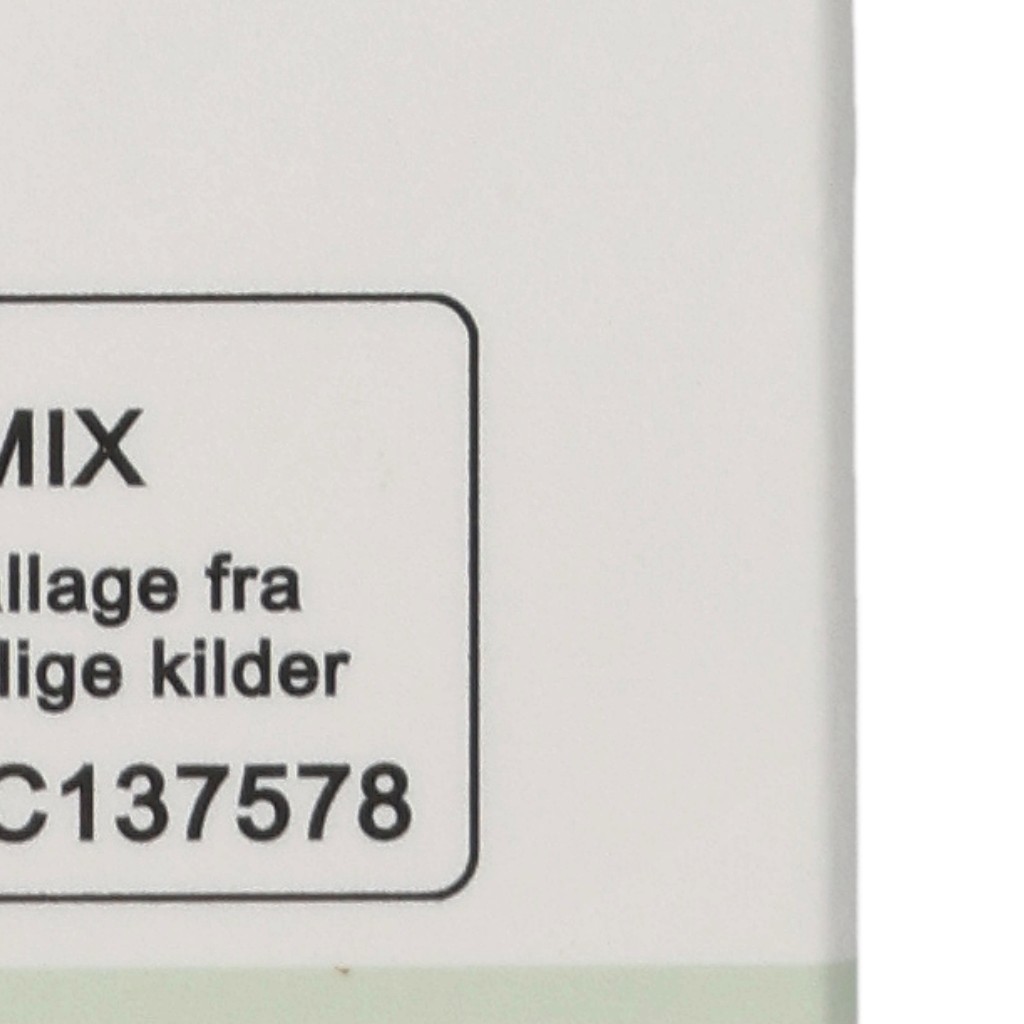 MIX
llage fra
lige kilder
C137578